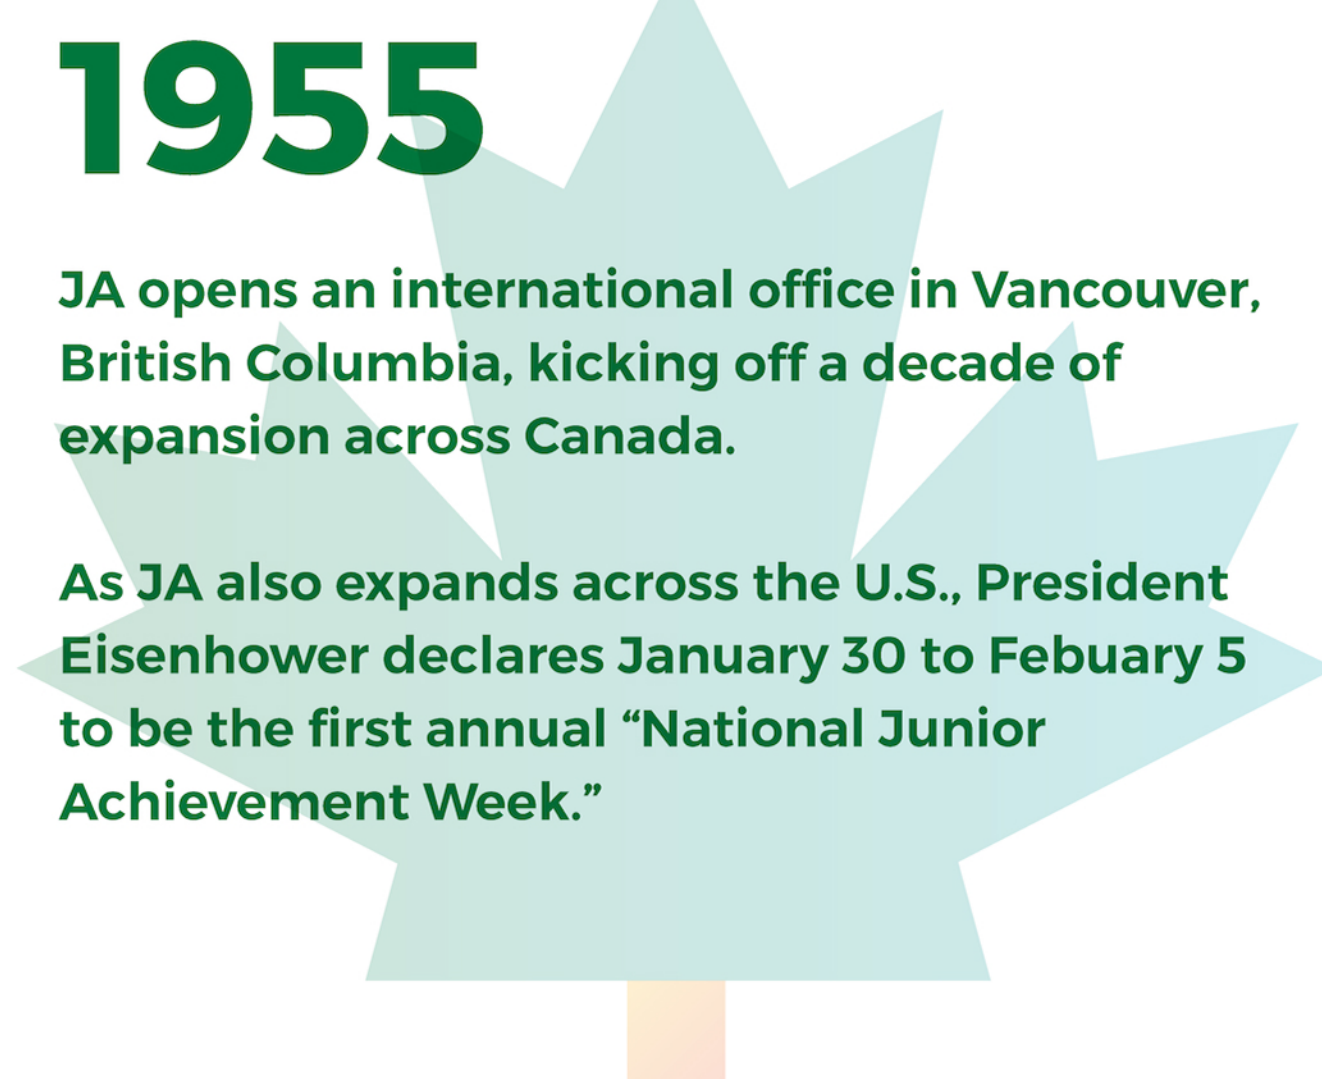 1955
JA opens an international office in Vancouver,
British Columbia, kicking off a decade of
expansion across Canada.
As JA also expands across the U.S., President
Eisenhower declares January 30 to Febuary 5
to be the first annual “National Junior
Achievement Week.”